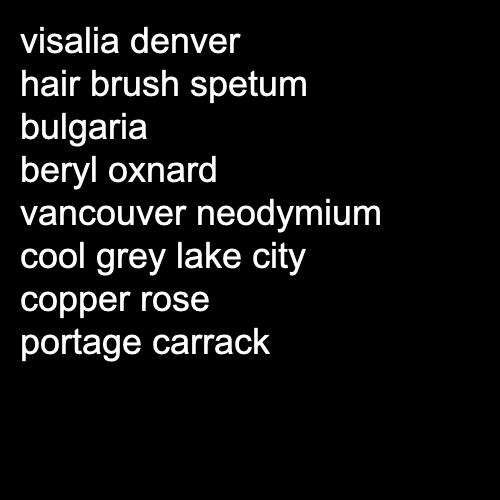 visalia denver
hair brush spetum
bulgaria
beryl oxnard
vancouver neodymium
cool grey lake city
copper rose
portage carrack